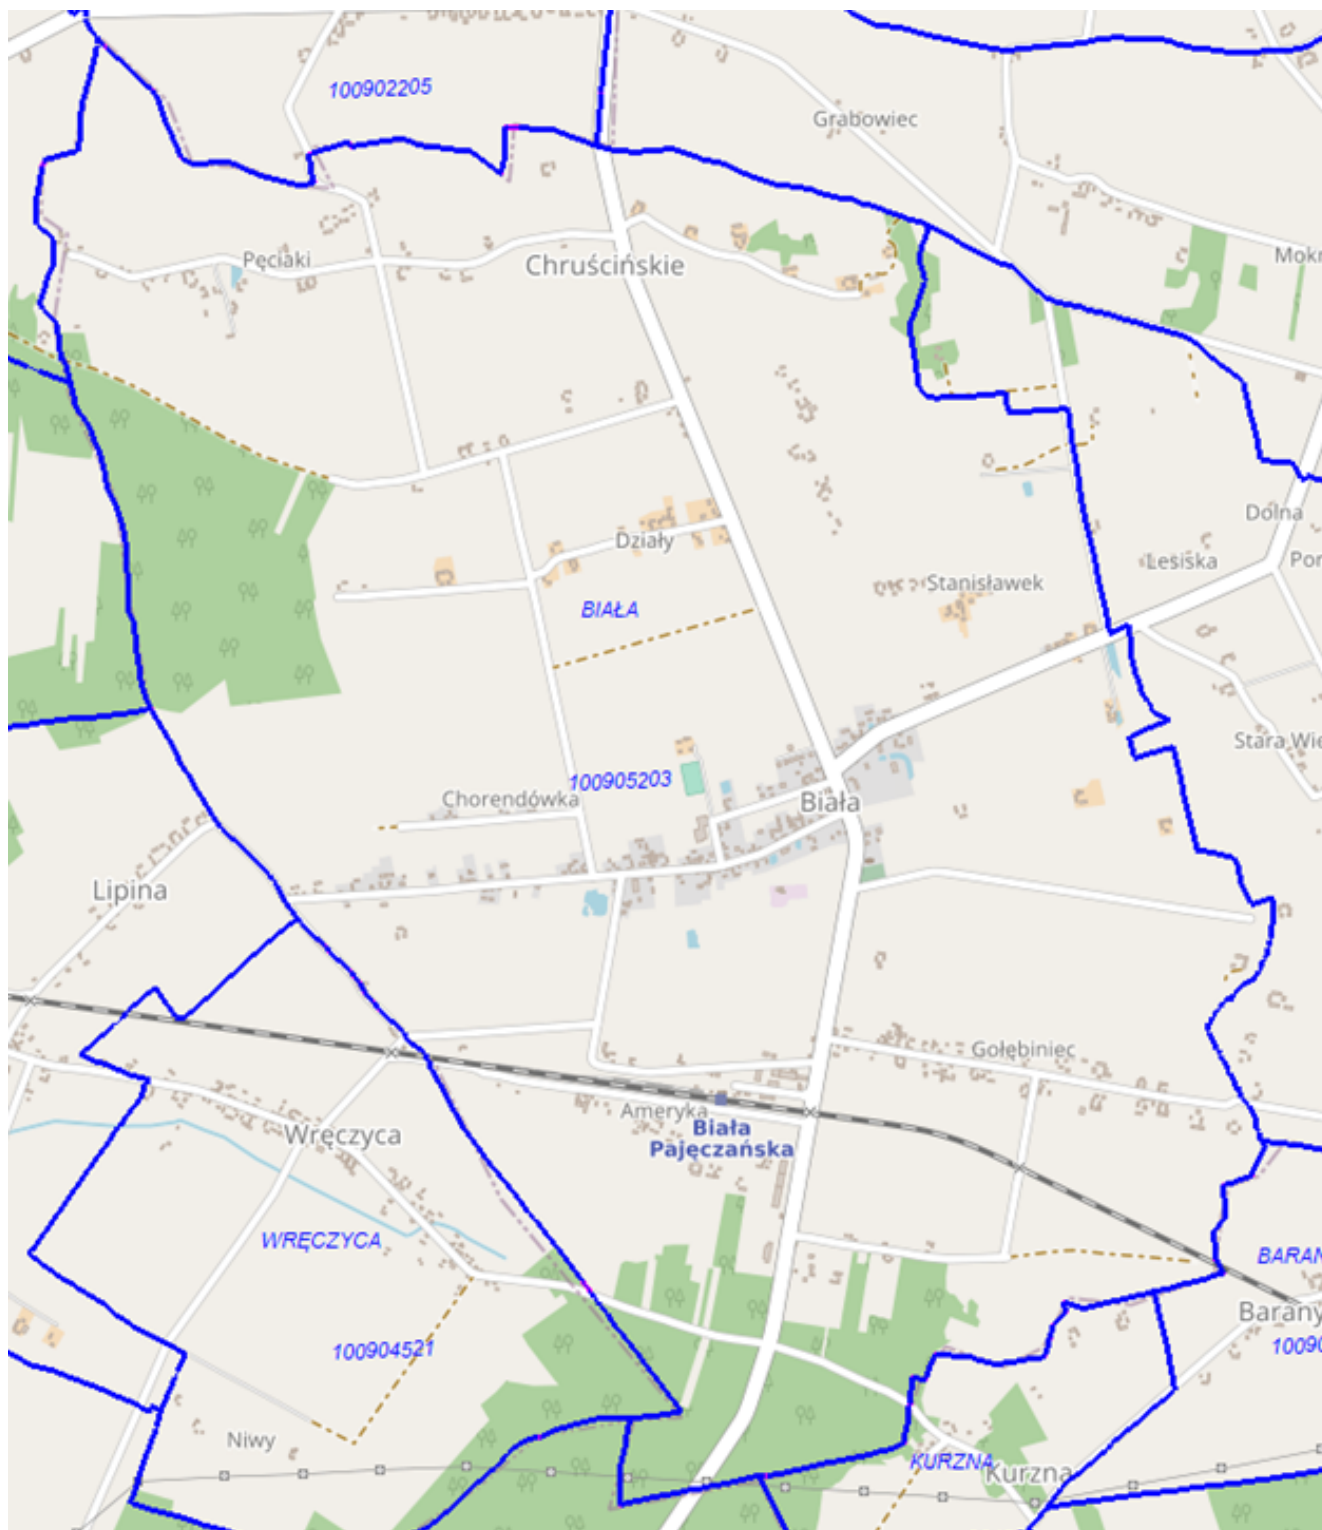 100902205
Grabowiec
Mokr
Pęciaki
Chruścińskie
Dolna
Działy
Lesiska
Por
Stanisławek
BIAŁA
Stara Wie
100905203
Chorendówka
Biała
Lipina
Gołębiniec
Ameryka
Biała
Pajęczańska
Wręczyca
WRĘCZYCA
BARAN
Barany
100904521
10090
Niwy
KURZNA
Kurzna